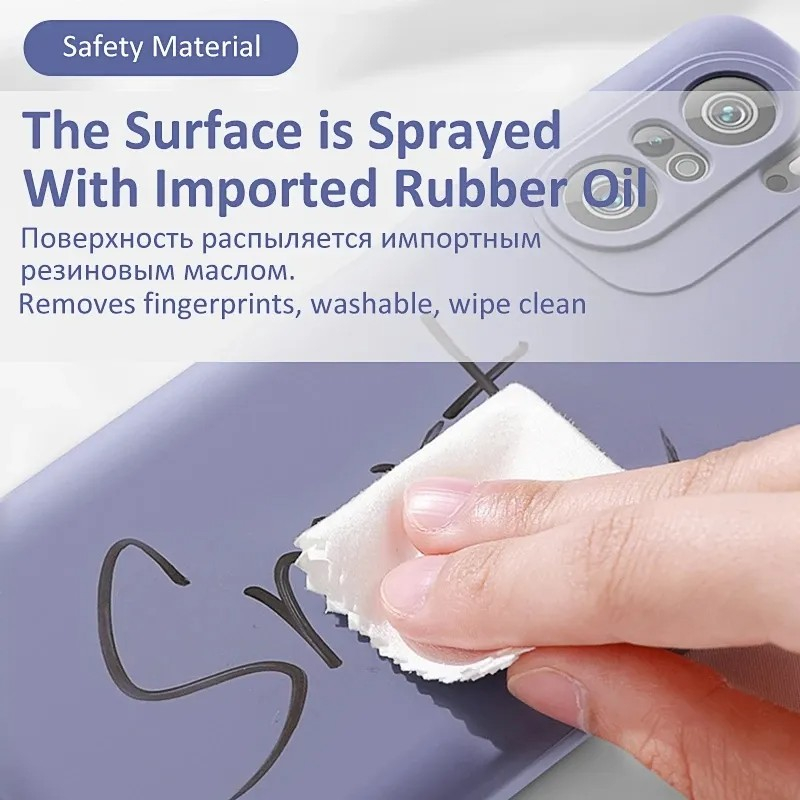 Safety Material
The Surface is Sprayed
With Imported Rubber Oil
Поверхность распыляется импортным
резиновым маслом.
Removes fingerprints, washable, wipe clean